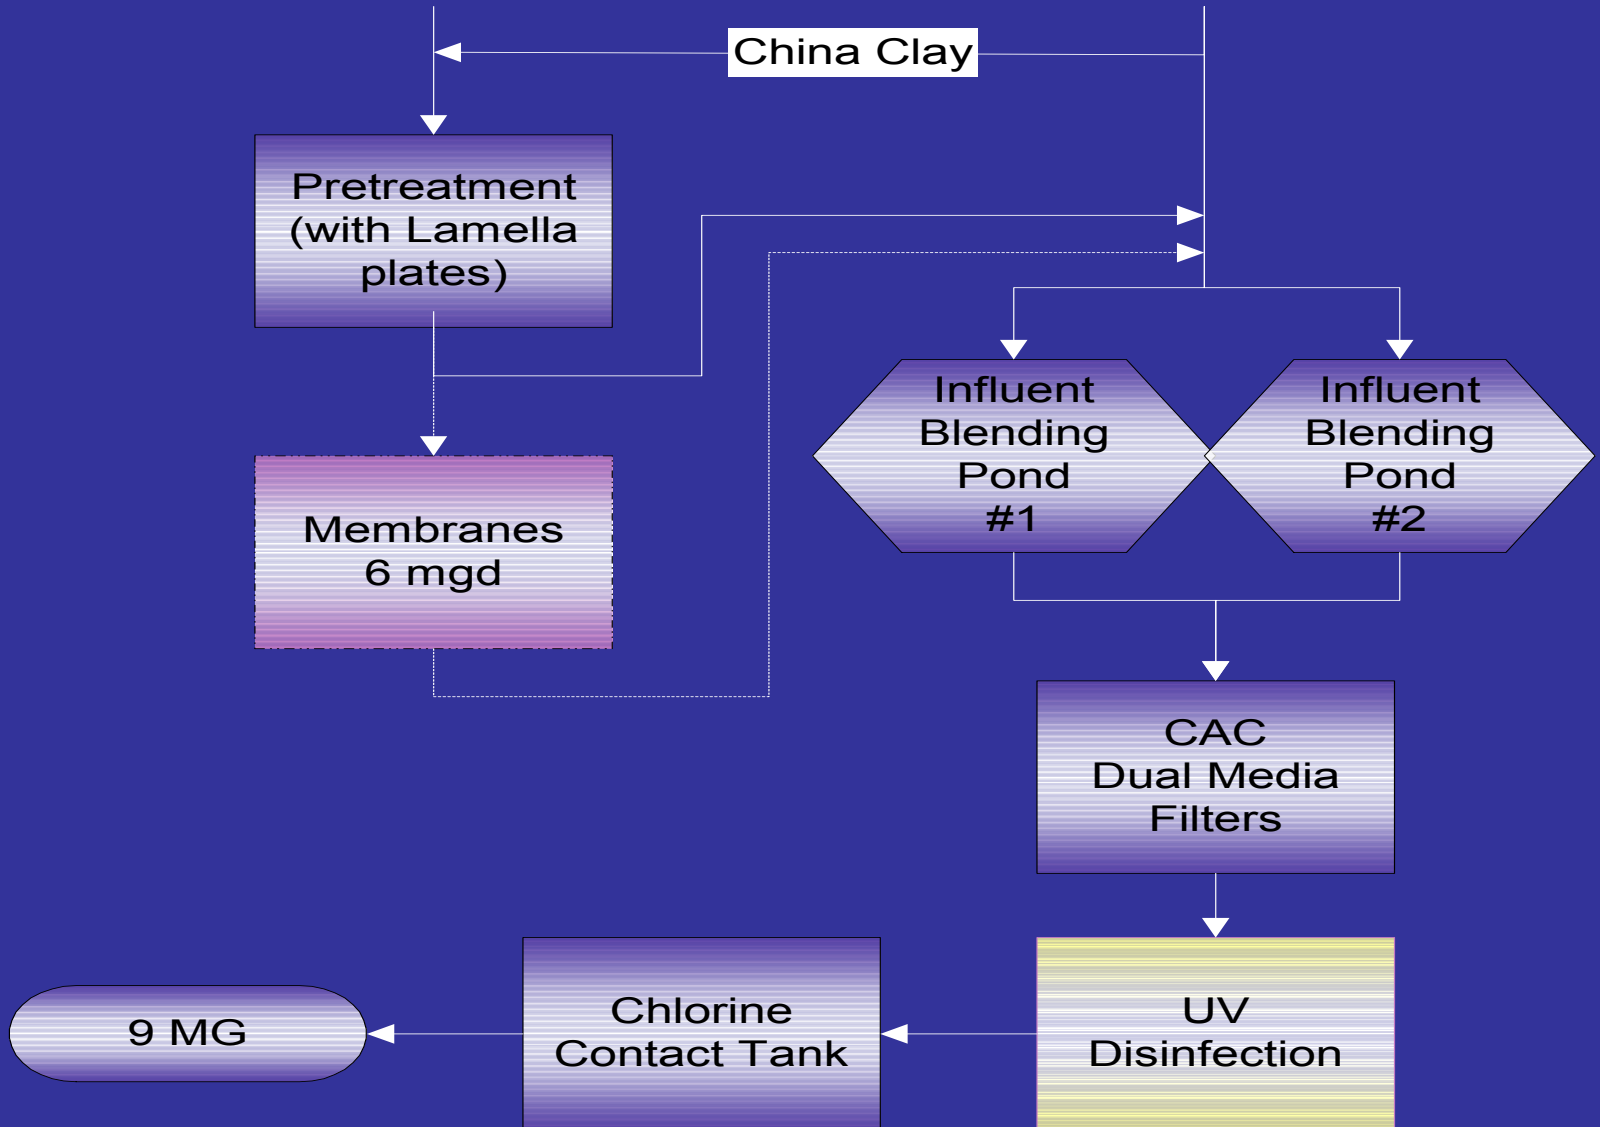 China Clay
Pretreatment
(with Lamella
plates)
Influent
Blending
Pond
#1
Influent
Blending
Pond
#2
Membranes
6 mgd
CAC
Dual Media
Filters
UV
Disinfection
Chlorine
Contact Tank
9 MG